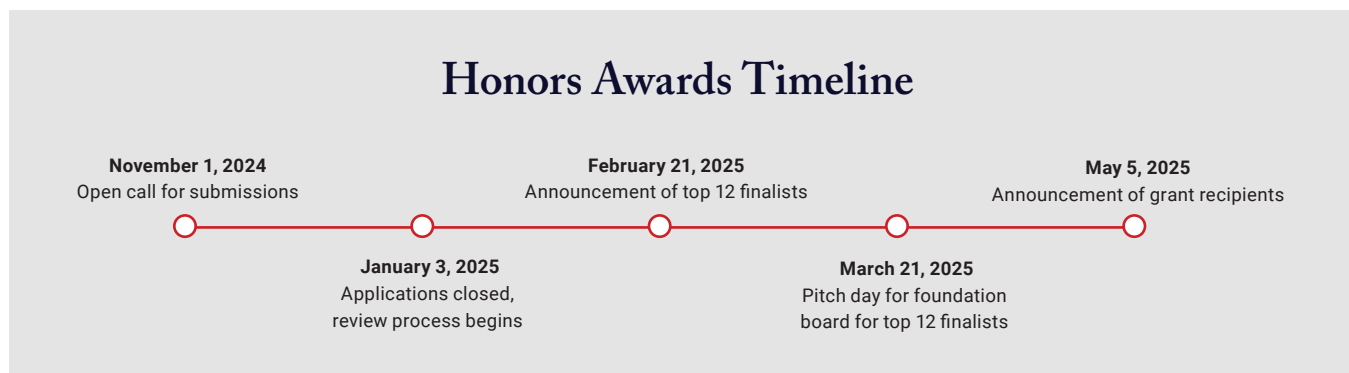 Honors Awards Timeline
November 1, 2024
Open call for submissions
January 3, 2025
Applications closed,
review process begins
February 21, 2025
Announcement of top 12 finalists
March 21, 2025
Pitch day for foundation
board for top 12 finalists
May 5, 2025
Announcement of grant recipients